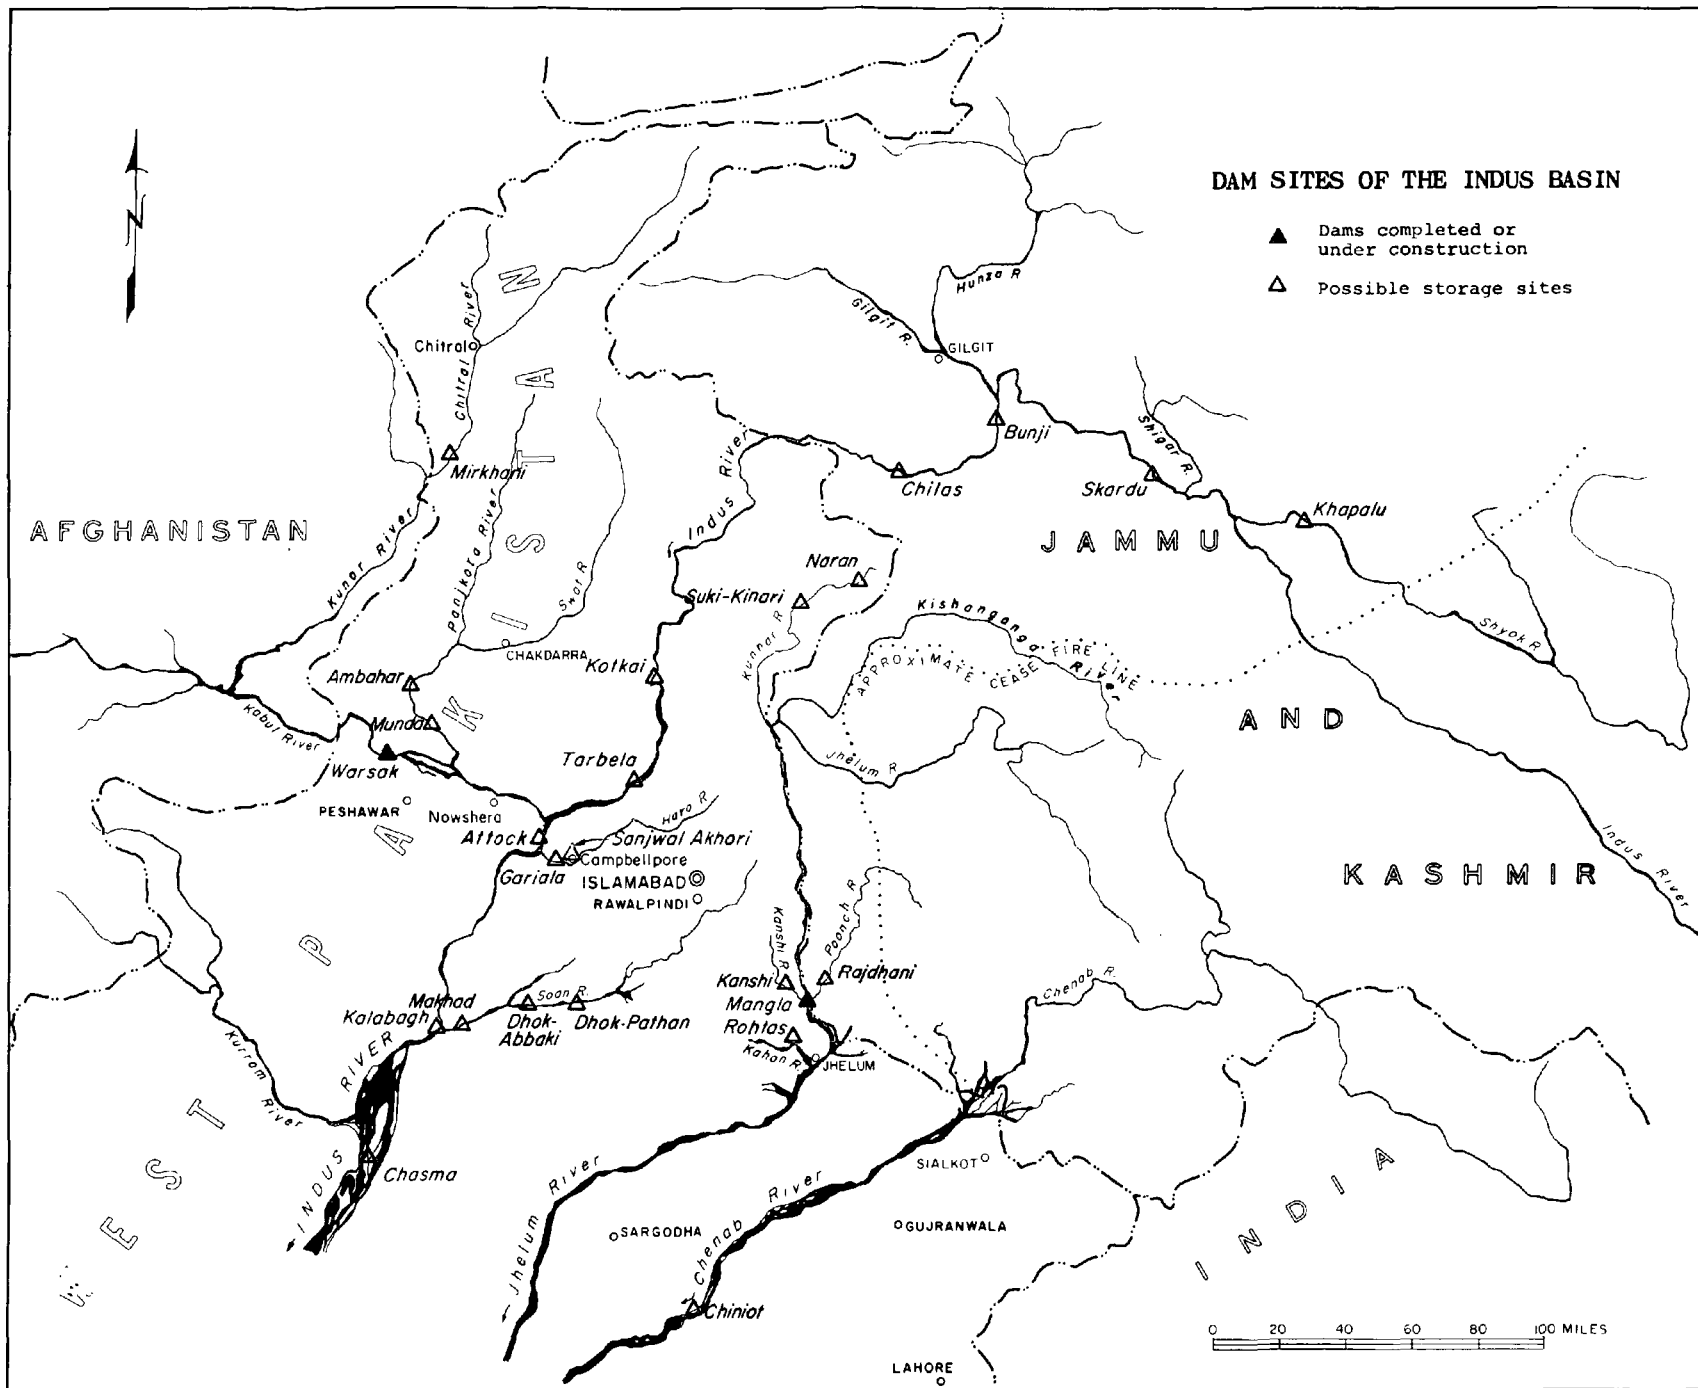 DAM SITES OF THE INDUS BASIN
Dams completed or
under construction
Possible storage sites
N
Hunza R
Gilgit R.
GILGIT
Chitral
Chitral River
Chitral River
Mirkhani
Bunji
Chilas
Shigar R.
Skardu
Khapalu
Indus River
AFGHANISTAN
Kunar River
Panjkora River
Swat R
Naran
Suki-Kinari
Kunnar R
JAMMU
AND
KASHMIR
Kishanganga River
APPROXIMATE CEASE FIRE LINE
Shyok R
Indus River
CHAKDARRA
Kotkai
Ambahar
Munda
Kabul River
Warsak
PESHAWAR
Nowshera
Tarbela
Jhelum R
Attock
Haro R
Sanjwal Akhori
Campbellpore
Gariala
ISLAMABAD
RAWALPINDI
Kanshi R
Poonch R
Kanshi
Rajdhani
Mangla
Rohtas
Kahan R.
JHELUM
Chenab R.
Makhad
Kalabagh
Soan R.
Dhok-
Abbaki
Dhok-Pathan
Kurram River
INDUS RIVER
Chasma
WEST PAKISTAN
Jhelum River
SARGODHA
Chenab River
SIALKOT
GUJRANWALA
INDIA
Chiniot
LAHORE
0 20 40 60 80 100 MILES